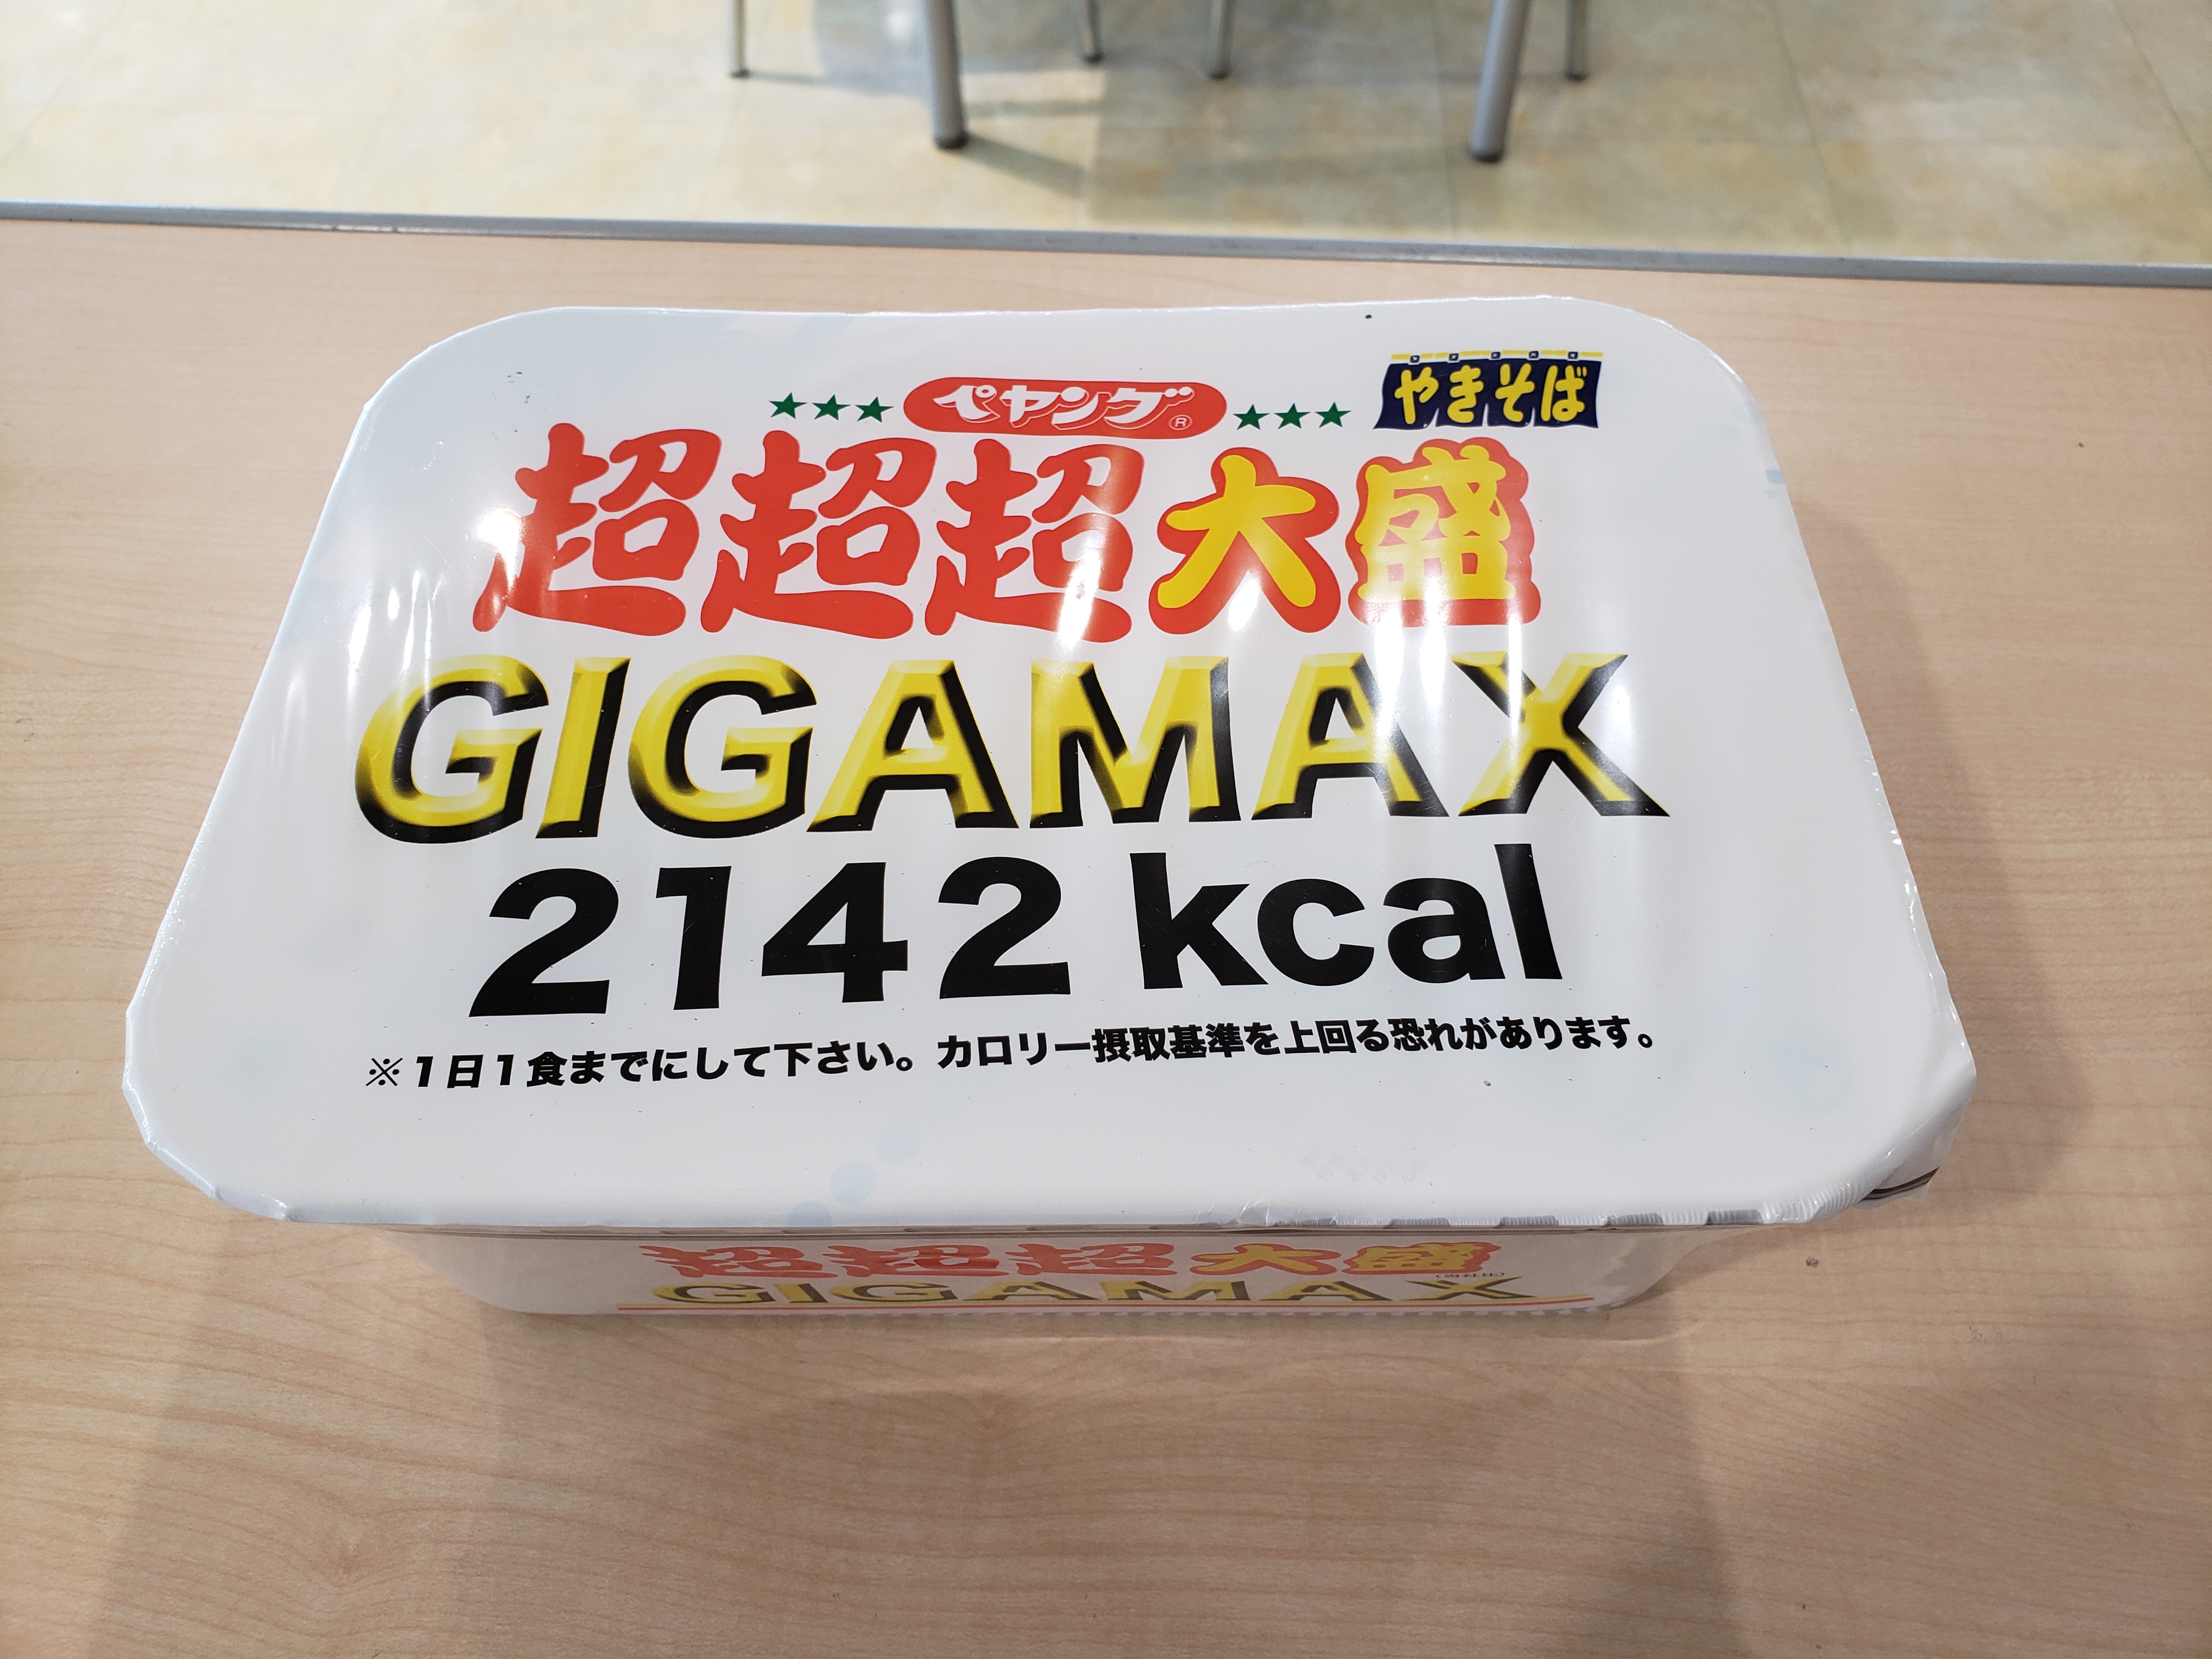 ★★★ペヤング®★★★
やきそば
超超超大盛
GIGAMAX
2142 kcal
※1日1食までにして下さい。カロリー摂取基準を上回る恐れがあります。
超超超大盛
GIGAMAX